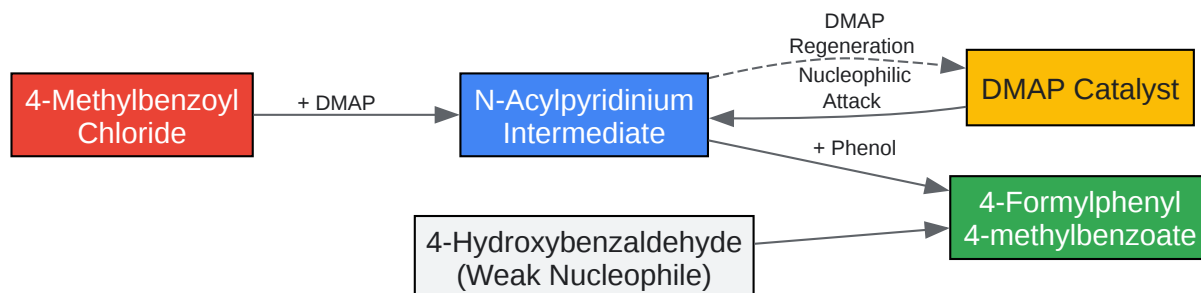 4-Methylbenzoyl
Chloride
+ DMAP
N-Acylpyridinium
Intermediate
DMAP
Regeneration
Nucleophilic
Attack
DMAP Catalyst
+ Phenol
4-Hydroxybenzaldehyde
(Weak Nucleophile)
4-Formylphenyl
4-methylbenzoate